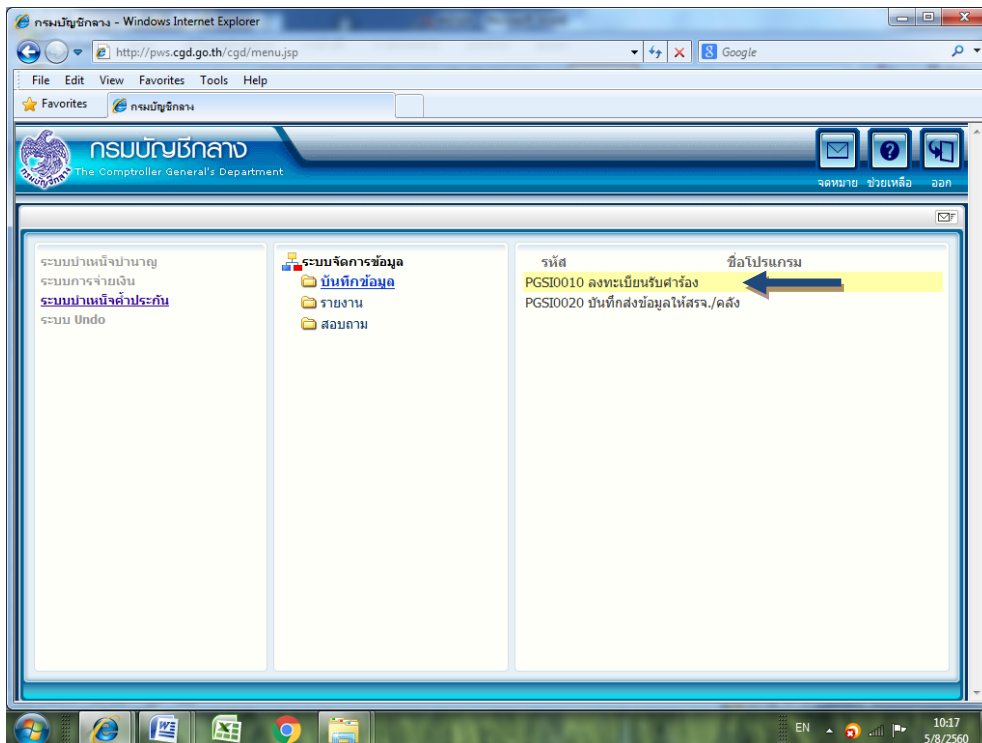 กรมบัญชีกลาง - Windows Internet Explorer
http://pws.cgd.go.th/cgd/menu.jsp
Google
File Edit View Favorites Tools Help
Favorites
กรมบัญชีกลาง
กรมบัญชีกลาง
The Comptroller General's Department
กรมบัญชีกลาง
จดหมาย ช่วยเหลือ ออก
ระบบบำเหน็จบำนาญ
ระบบการจ่ายเงิน
ระบบบำเหน็จค้ำประกัน
ระบบ Undo
ระบบจัดการข้อมูล
บันทึกข้อมูล
รายงาน
สอบถาม
รหัส ชื่อโปรแกรม
PGSI0010 ลงทะเบียนรับคำร้อง
PGSI0020 บันทึกส่งข้อมูลให้สรจ./คลัง
EN
10:17
5/8/2560